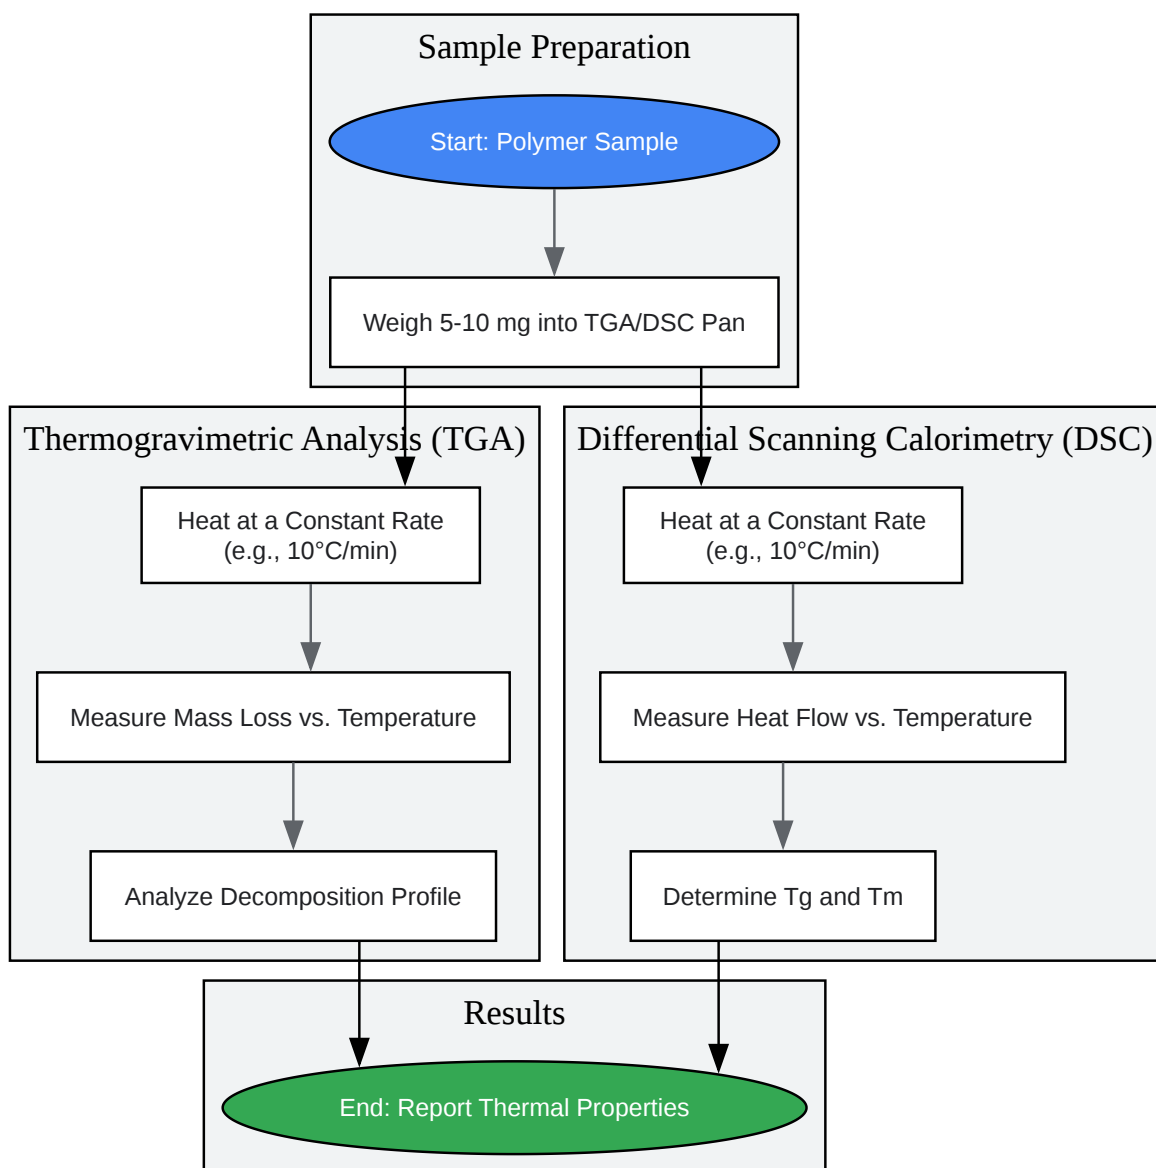 Sample Preparation
Start: Polymer Sample
Weigh 5-10 mg into TGA/DSC Pan
Thermogravimetric Analysis (TGA)
Heat at a Constant Rate
(e.g., 10°C/min)
Measure Mass Loss vs. Temperature
Analyze Decomposition Profile
Differential Scanning Calorimetry (DSC)
Heat at a Constant Rate
(e.g., 10°C/min)
Measure Heat Flow vs. Temperature
Determine Tg and Tm
Results
End: Report Thermal Properties